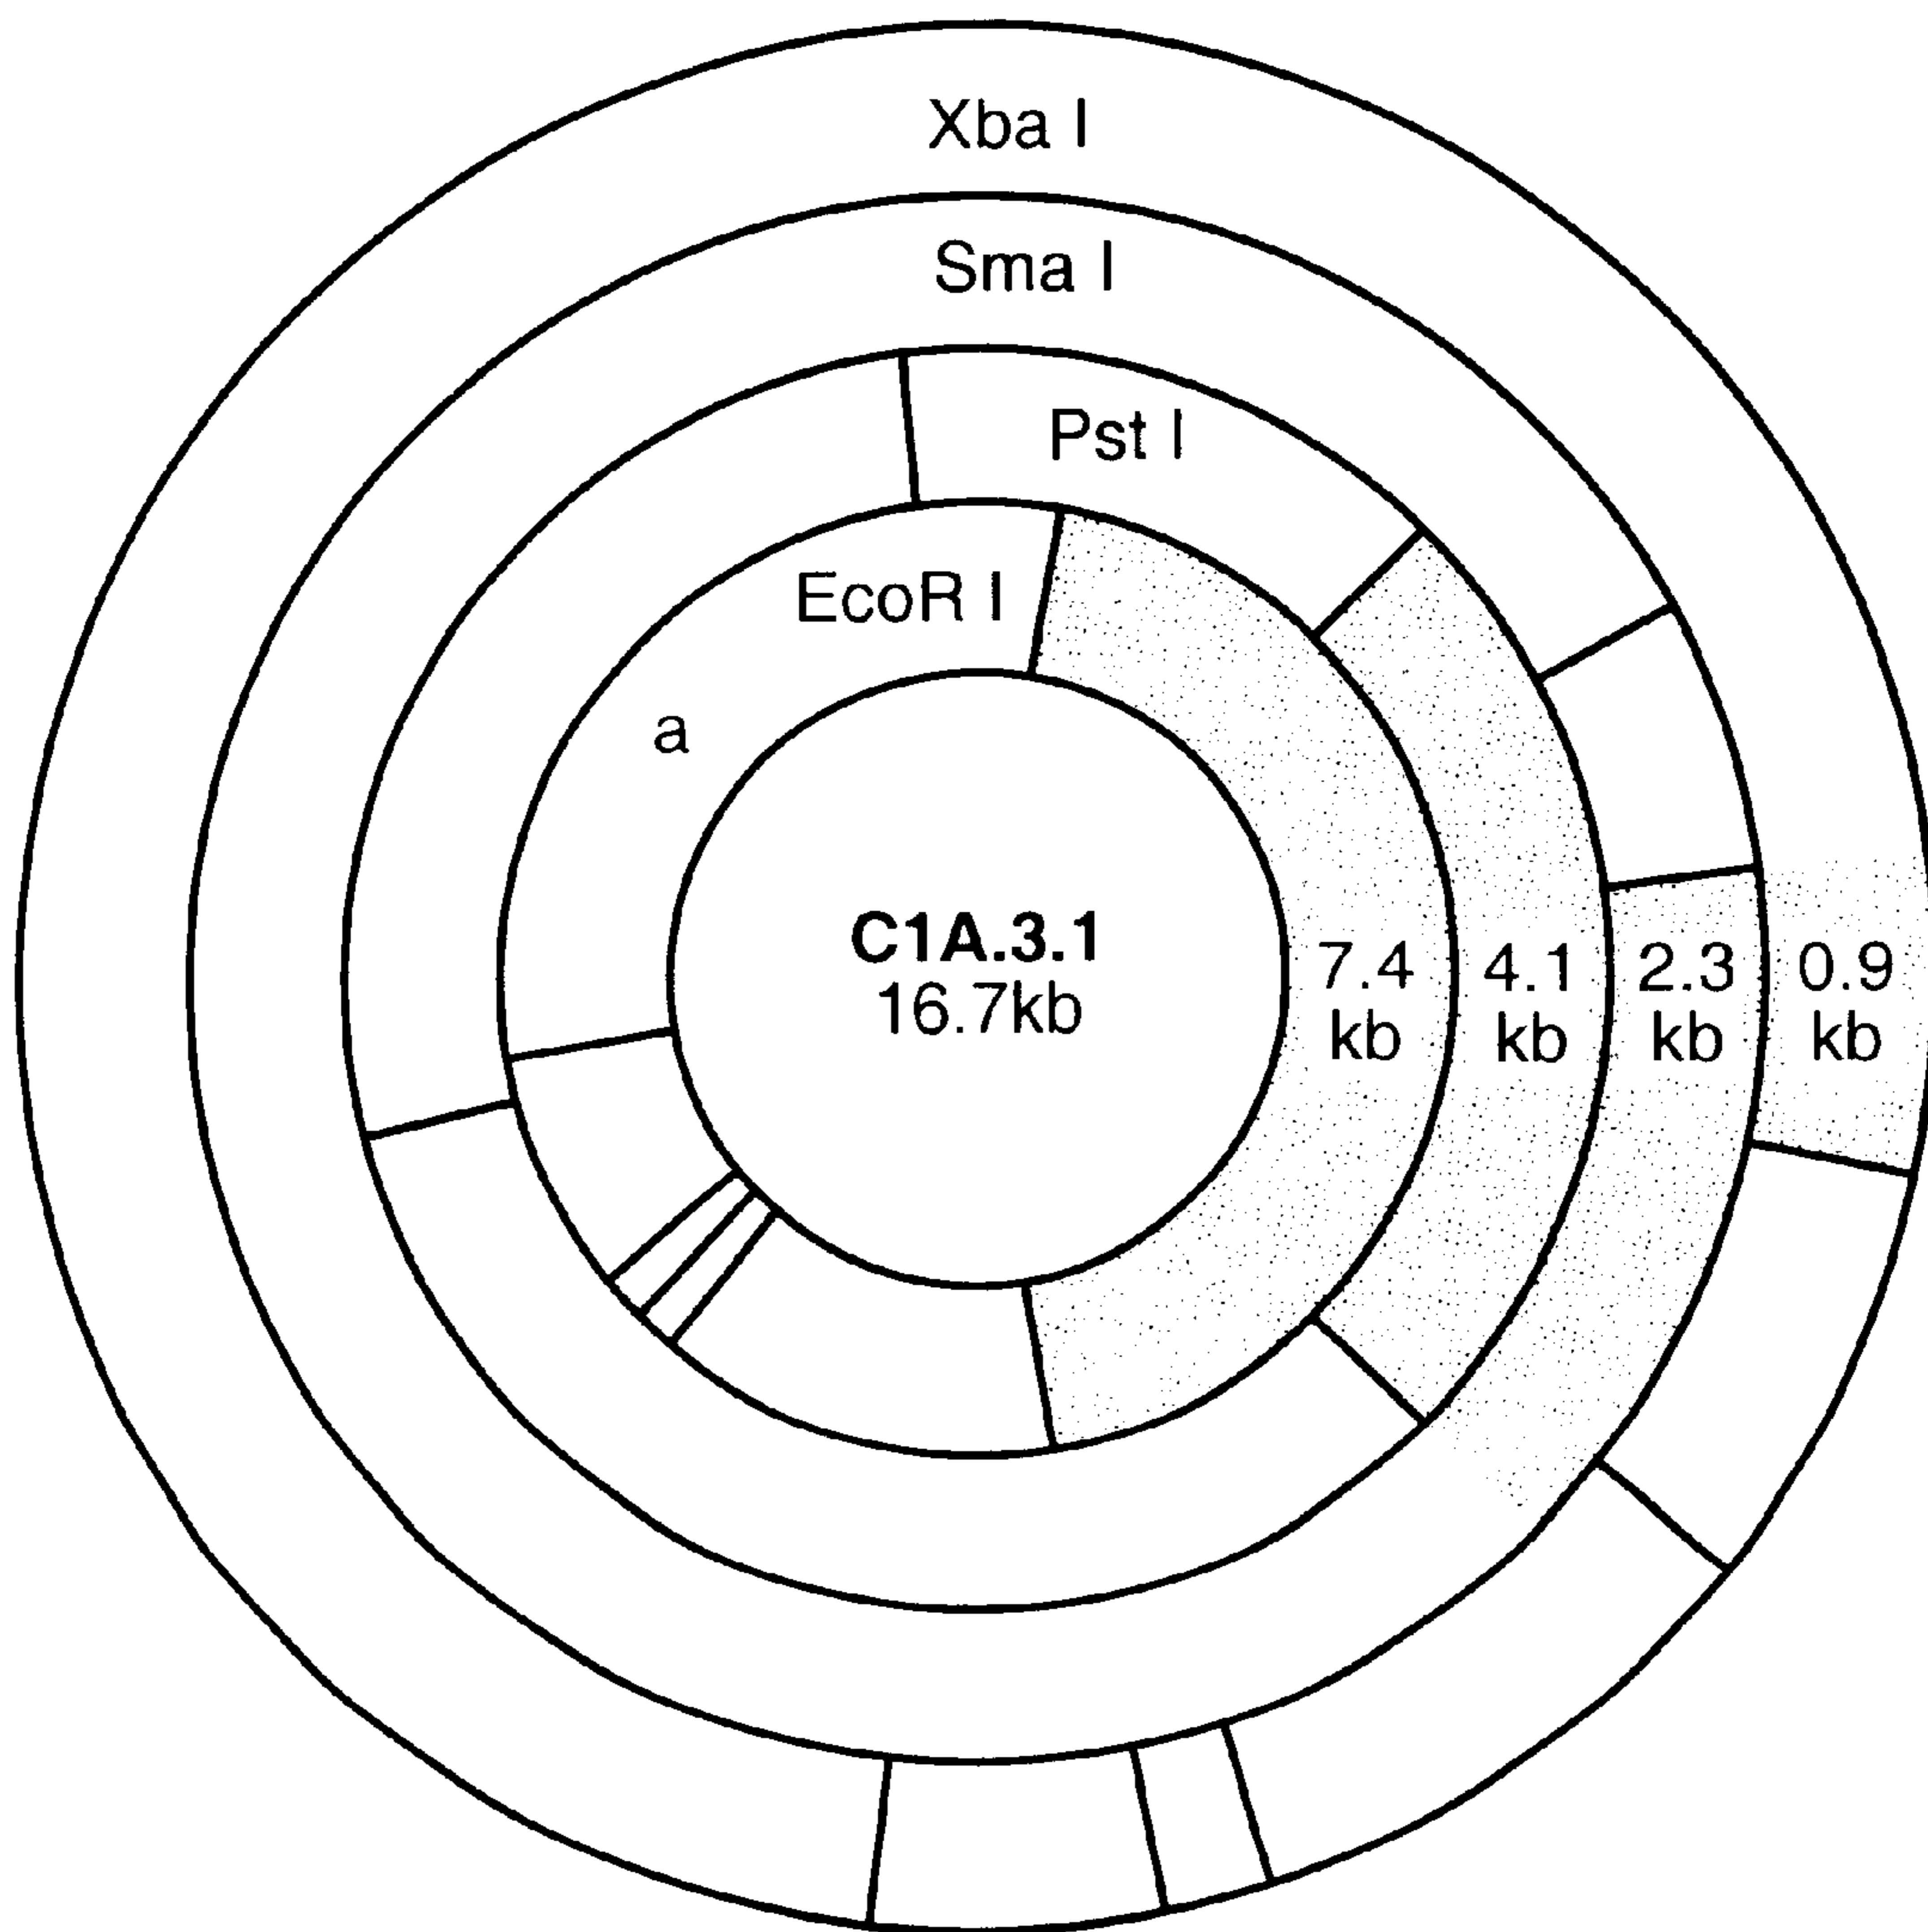 Xba I
Sma I
Pst I
EcoR I
a
C1A.3.1
16.7kb
7.4
kb
4.1
kb
2.3
kb
0.9
kb